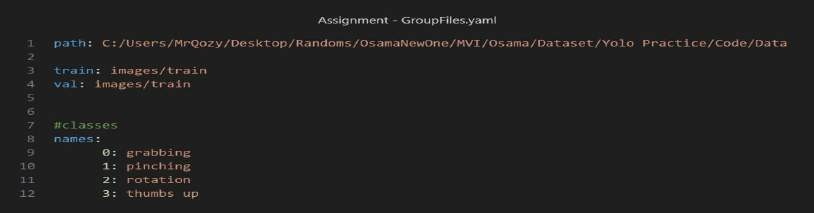 Assignment - GroupFiles.yaml
1 path: C:/Users/MrQozy/Desktop/Randoms/OsamaNewOne/MVI/Osama/Dataset/Yolo Practice/Code/Data
2
3 train: images/train
4 val: images/train
5
6
7 #classes
8 names:
9 0: grabbing
10 1: pinching
11 2: rotation
12 3: thumbs up